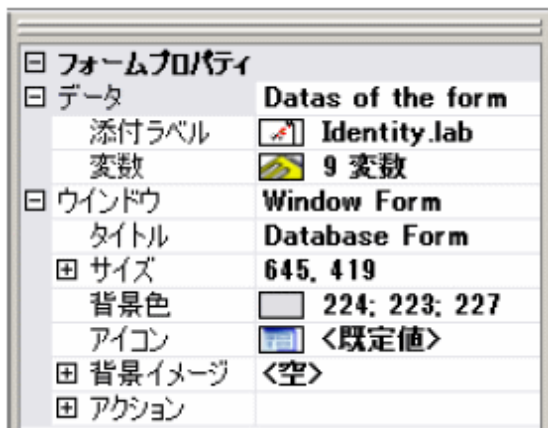 フォームプロパティ
データ Datas of the form
添付ラベル Identity.lab
変数 9 変数
ウインドウ Window Form
タイトル Database Form
サイズ 645, 419
背景色 224; 223; 227
アイコン <既定値>
背景イメージ <空>
アクション